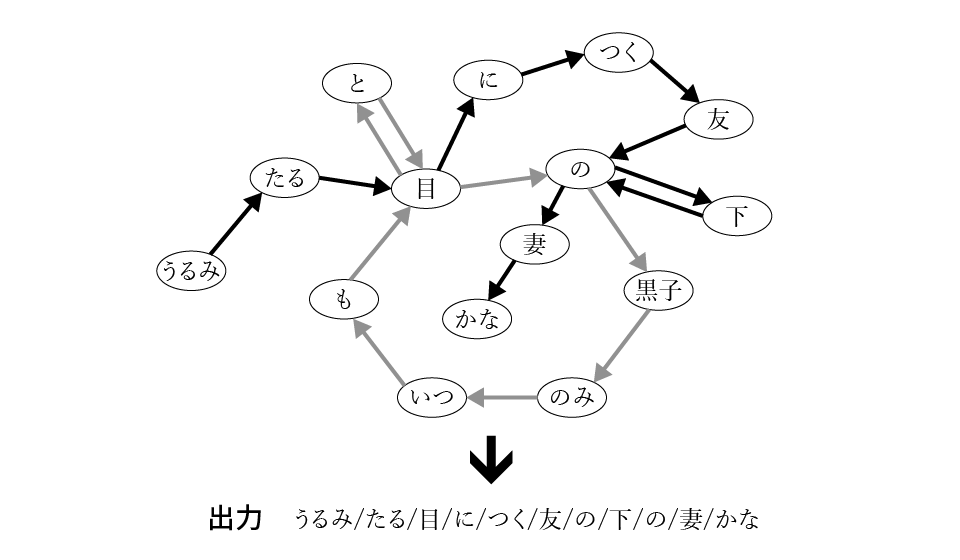 つく
と
に
友
たる
目
の
下
うるみ
妻
も
黒子
かな
いつ
のみ
出力 うるみ/たる/目/に/つく/友/の/下/の/妻/かな